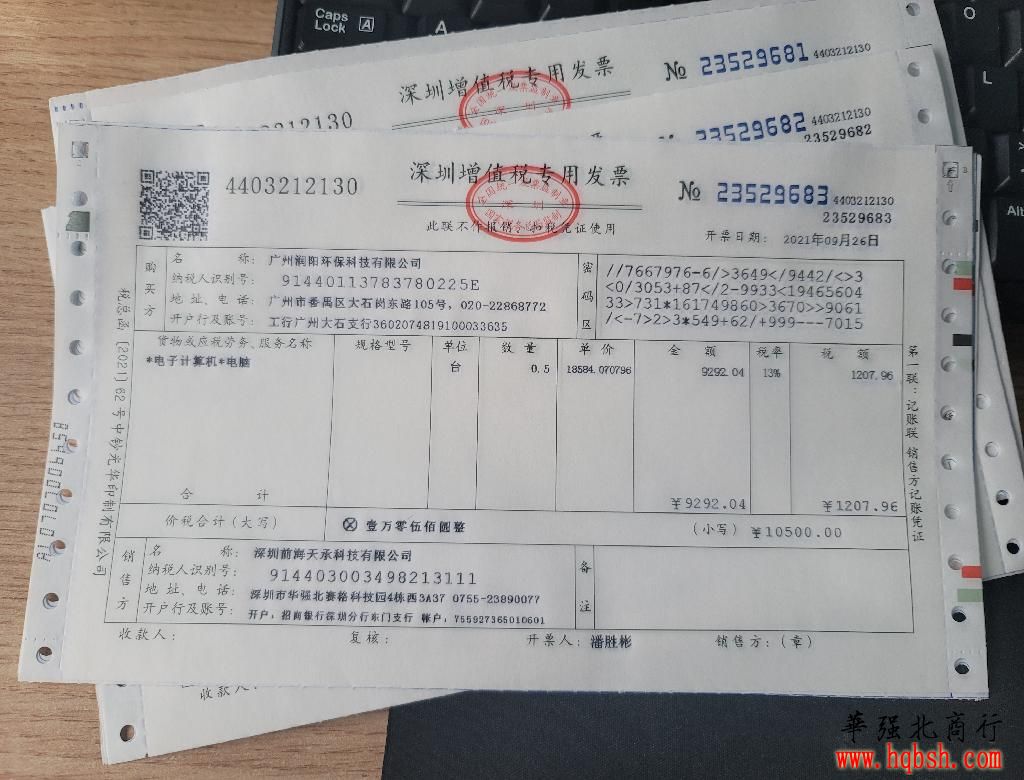 Caps
Lock
A
A
O
L
Alt
深圳增值税专用发票
№ 23529681
4403212130
№ 23529682
4403212130
23529682
4403212130
深圳增值税专用发票
№ 23529683
4403212130
23529683
此联不作报销、扣税凭证使用
开票日期: 2021年09月26日
购买方
名 称: 广州润阳环保科技有限公司
纳税人识别号: 91440113783780225E
地 址、电 话: 广州市番禺区大石岗东路105号, 020-22868772
开户行及账号: 工行广州大石支行3602074819100033635
密码区
//7667976-6/>3649</9442/<>3
<0/3053+87</2-9933<19465604
33>731*161749860>3670>>9061
/<-7>2>3*549+62/+999---7015
货物或应税劳务、服务名称 规格型号 单位 数 量 单 价 金 额 税率 税 额
*电子计算机*电脑 台 0.5 18584.070796 9292.04 13% 1207.96
合 计 ¥9292.04 ¥1207.96
价税合计(大写) ⊗ 壹万零伍佰圆整 (小写) ¥10500.00
销售方
名 称: 深圳前海天承科技有限公司
纳税人识别号: 914403003498213111
地 址、电 话: 深圳市华强北赛格科技园4栋西3A37 0755-23890077
开户行及账号: 开户:招商银行深圳分行东门支行 帐户:755927365010601
备注
收款人: 复核: 开票人: 潘胜彬 销售方:(章)
税总函[2021]62号中钞光华印制有限公司
第一联:记账联 销售方记账凭证
收款人:
華强北商行
www.hqbsh.com